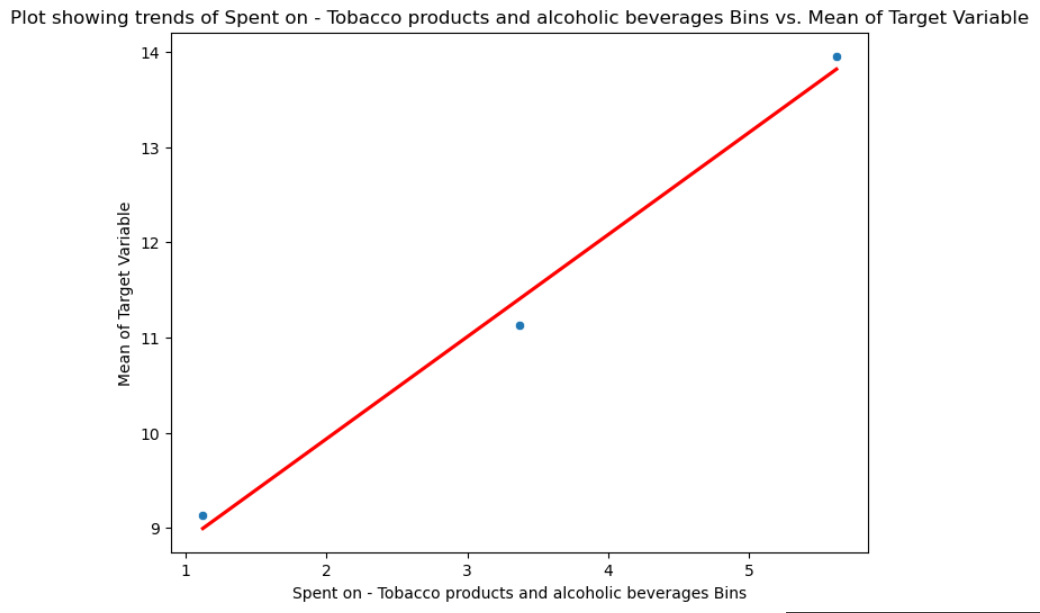 Plot showing trends of Spent on - Tobacco products and alcoholic beverages Bins vs. Mean of Target Variable
14
13
12
11
10
9
Mean of Target Variable
1 2 3 4 5
Spent on - Tobacco products and alcoholic beverages Bins